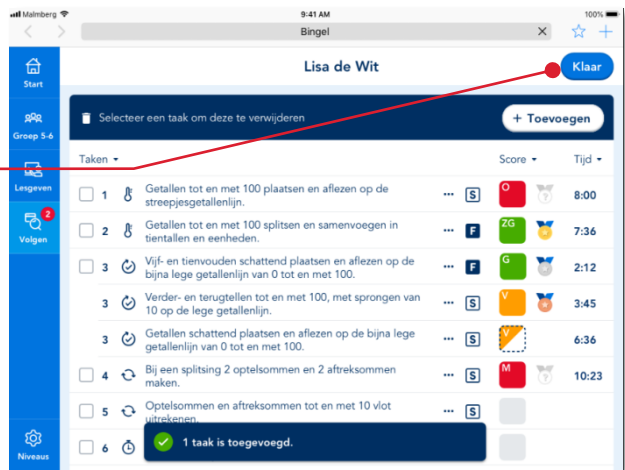 Malmberg 9:41 AM 100%
Bingel
Start
Lisa de Wit
Klaar
Groep 5-6
Selecteer een taak om deze te verwijderen
+ Toevoegen
Lesgeven
Taken Score Tijd
Volgen 2
1 Getallen tot en met 100 plaatsen en aflezen op de
streepjesgetallenlijn. ... S O ? 8:00
2 Getallen tot en met 100 splitsen en samenvoegen in
tientallen en eenheden. ... F ZG 7:36
3 Vijf- en tienvouden schattend plaatsen en aflezen op de
bijna lege getallenlijn van 0 tot en met 100. ... F G 2:12
3 Verder- en terugtellen tot en met 100, met sprongen van
10 op de lege getallenlijn. ... S V 3:45
3 Getallen schattend plaatsen en aflezen op de bijna lege
getallenlijn van 0 tot en met 100. ... S V 6:36
4 Bij een splitsing 2 optelsommen en 2 aftreksommen
maken. ... S M ? 10:23
5 Optelsommen en aftreksommen tot en met 10 vlot
uitrekenen. ... S
6
1 taak is toegevoegd.
Niveaus